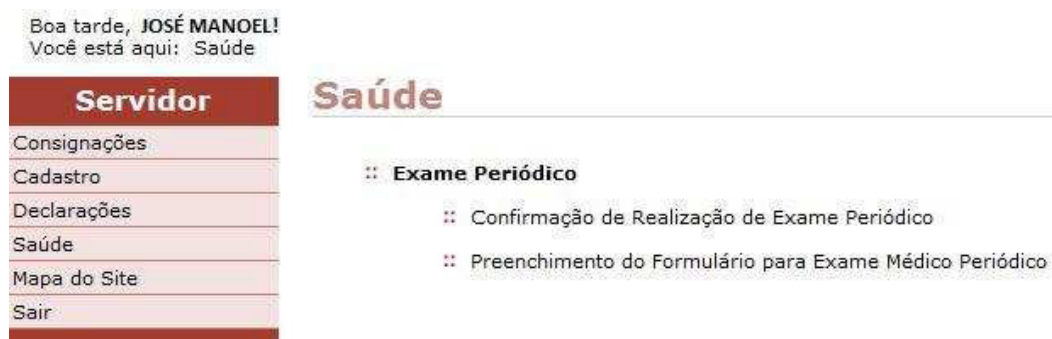 Boa tarde, JOSÉ MANOEL!
Você está aqui: Saúde
Servidor
Consignações
Cadastro
Declarações
Saúde
Mapa do Site
Sair
Saúde
:: Exame Periódico
:: Confirmação de Realização de Exame Periódico
:: Preenchimento do Formulário para Exame Médico Periódico